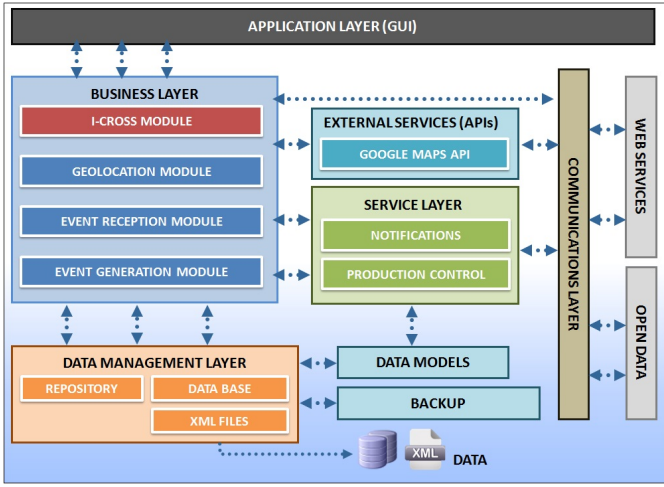 APPLICATION LAYER (GUI)
BUSINESS LAYER
I-CROSS MODULE
GEOLOCATION MODULE
EVENT RECEPTION MODULE
EVENT GENERATION MODULE
EXTERNAL SERVICES (APIs)
GOOGLE MAPS API
SERVICE LAYER
NOTIFICATIONS
PRODUCTION CONTROL
COMMUNICATIONS LAYER
WEB SERVICES
OPEN DATA
DATA MANAGEMENT LAYER
REPOSITORY
DATA BASE
XML FILES
DATA MODELS
BACKUP
XML
DATA